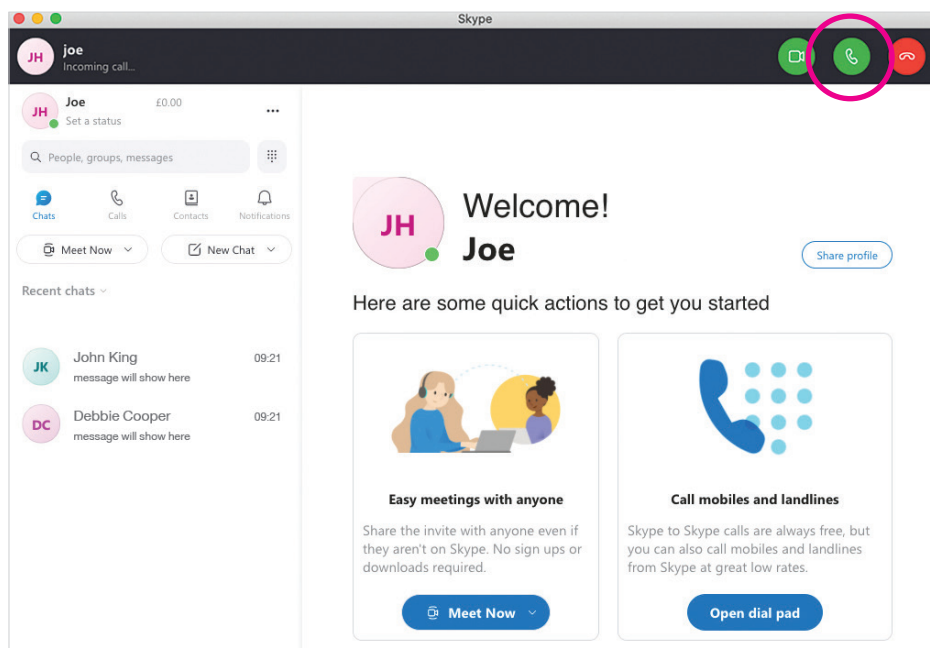 Skype
JH
joe
Incoming call...
JH
Joe
£0.00
Set a status
People, groups, messages
Chats
Calls
Contacts
Notifications
Meet Now
New Chat
Recent chats
JK
John King
09:21
message will show here
DC
Debbie Cooper
09:21
message will show here
JH
Welcome!
Joe
Share profile
Here are some quick actions to get you started
Easy meetings with anyone
Share the invite with anyone even if
they aren't on Skype. No sign ups or
downloads required.
Meet Now
Call mobiles and landlines
Skype to Skype calls are always free, but
you can also call mobiles and landlines
from Skype at great low rates.
Open dial pad